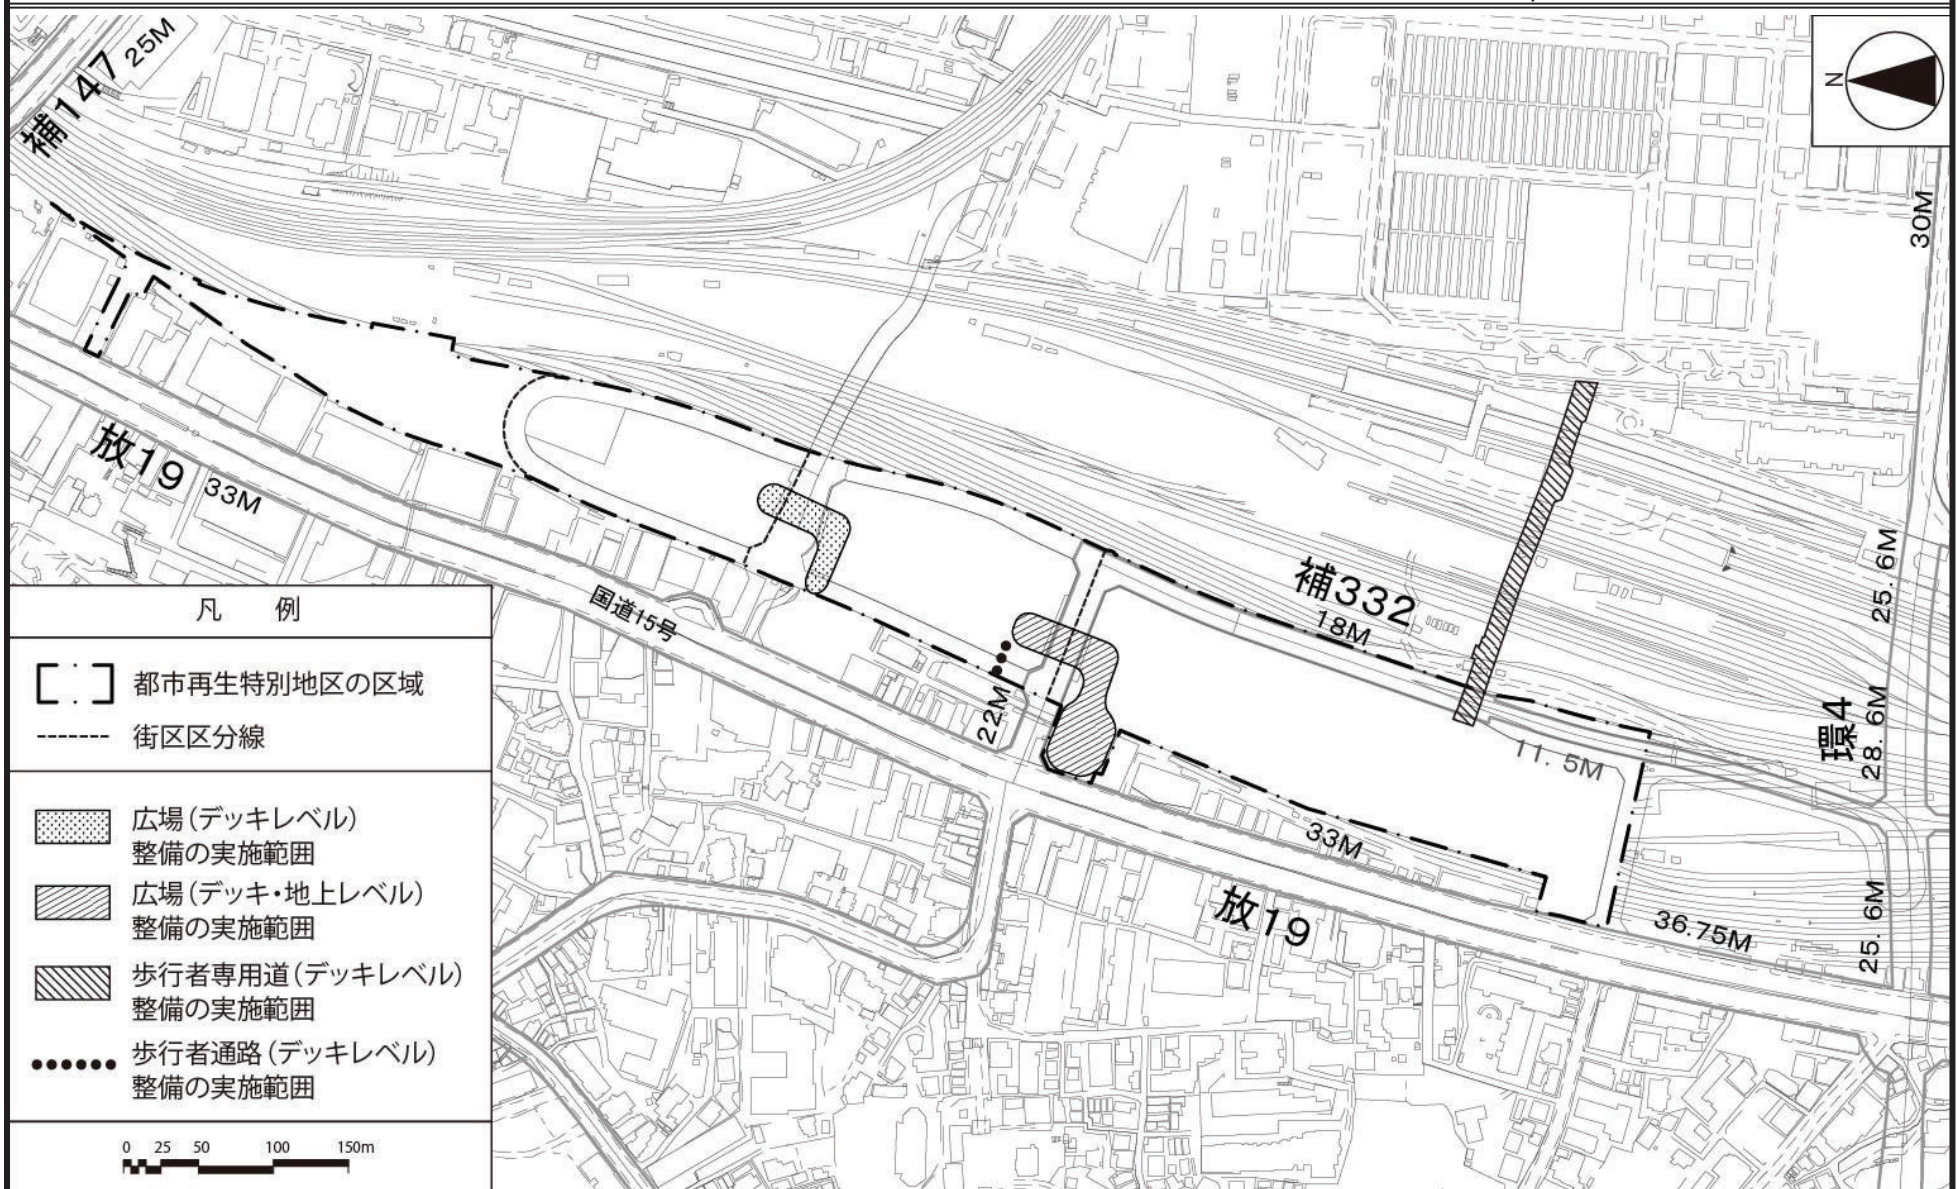 補147 25M
N
30M
放19 33M
国道15号
22M
補332
18M
11.5M
25.6M
環4
28.6M
25.6M
33M
放19
36.75M
凡 例
都市再生特別地区の区域
街区区分線
広場(デッキレベル)
整備の実施範囲
広場(デッキ・地上レベル)
整備の実施範囲
歩行者専用道(デッキレベル)
整備の実施範囲
歩行者通路(デッキレベル)
整備の実施範囲
0 25 50 100 150m